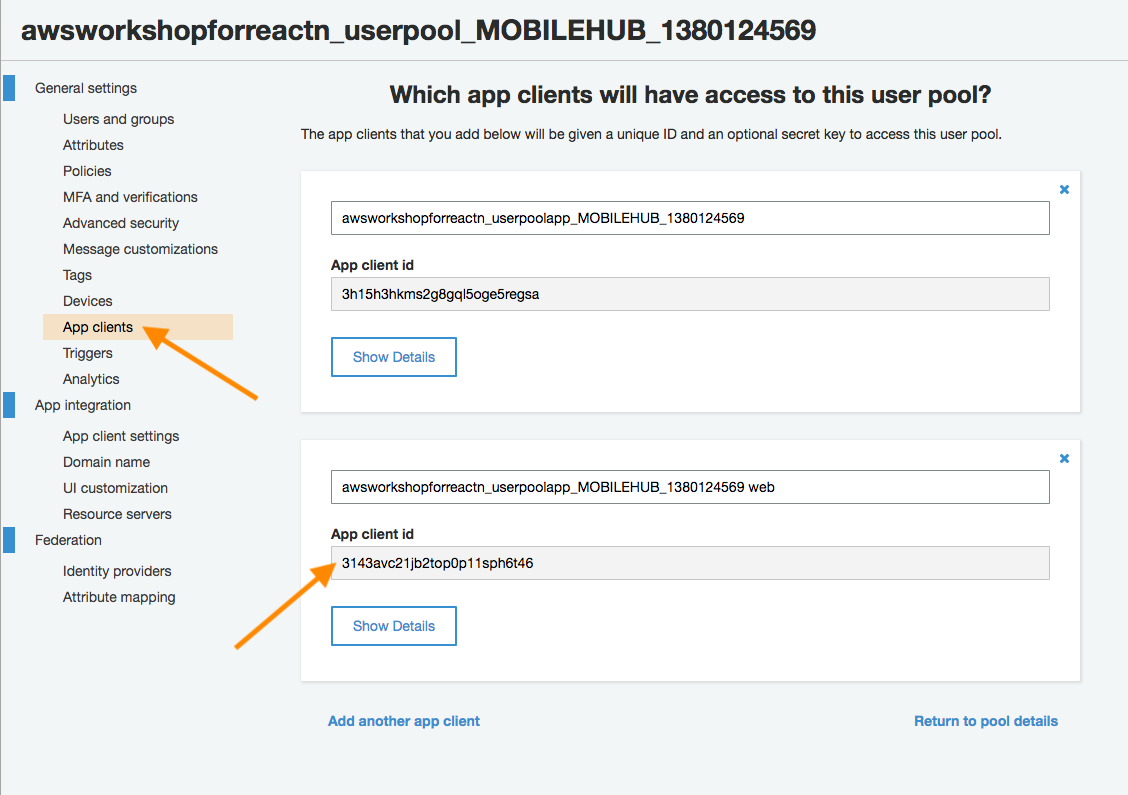 awsworkshopforreactn_userpool_MOBILEHUB_1380124569
General settings
Users and groups
Attributes
Policies
MFA and verifications
Advanced security
Message customizations
Tags
Devices
App clients
Triggers
Analytics
App integration
App client settings
Domain name
UI customization
Resource servers
Federation
Identity providers
Attribute mapping
Which app clients will have access to this user pool?
The app clients that you add below will be given a unique ID and an optional secret key to access this user pool.
awsworkshopforreactn_userpoolapp_MOBILEHUB_1380124569
App client id
3h15h3hkms2g8gql5oge5regsa
Show Details
awsworkshopforreactn_userpoolapp_MOBILEHUB_1380124569 web
App client id
3143avc21jb2top0p11sph6t46
Show Details
Add another app client
Return to pool details